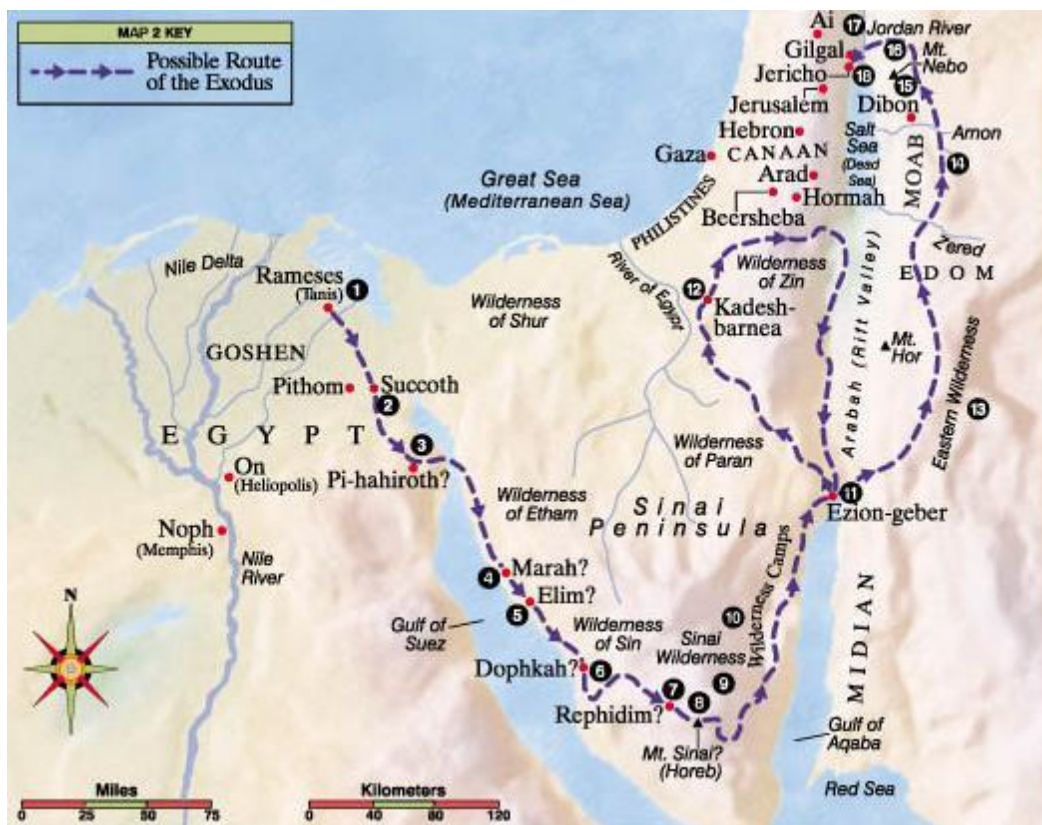 MAP 2 KEY
Possible Route
of the Exodus
Ai
17
Jordan River
Gilgal
16
Mt.
Nebo
Jericho
18
15
Jerusalem
Dibon
Hebron
Salt
Sea
(Dead
Sea)
Arnon
Gaza
CANAAN
MOAB
14
Great Sea
(Mediterranean Sea)
Arad
Hormah
Beersheba
PHILISTINES
Zered
Nile Delta
Rameses
(Tanis)
1
River of Egypt
Wilderness
of Zin
EDOM
12
Kadesh-
barnea
Wilderness
of Shur
Arabah (Rift Valley)
Mt.
Hor
GOSHEN
Pithom
Succoth
2
Eastern Wilderness
13
EGYPT
3
Pi-hahiroth?
Wilderness
of Paran
On
(Heliopolis)
Wilderness
of Etham
Sinai
Peninsula
11
Ezion-geber
Noph
(Memphis)
Nile
River
Marah?
4
Elim?
5
Wilderness Camps
10
Gulf of
Suez
Wilderness
of Sin
Sinai
Wilderness
MIDIAN
N
Dophkah?
6
7
8
9
Rephidim?
Mt. Sinai?
(Horeb)
Gulf of
Aqaba
Red Sea
Miles
0 25 50 75
Kilometers
0 60 120